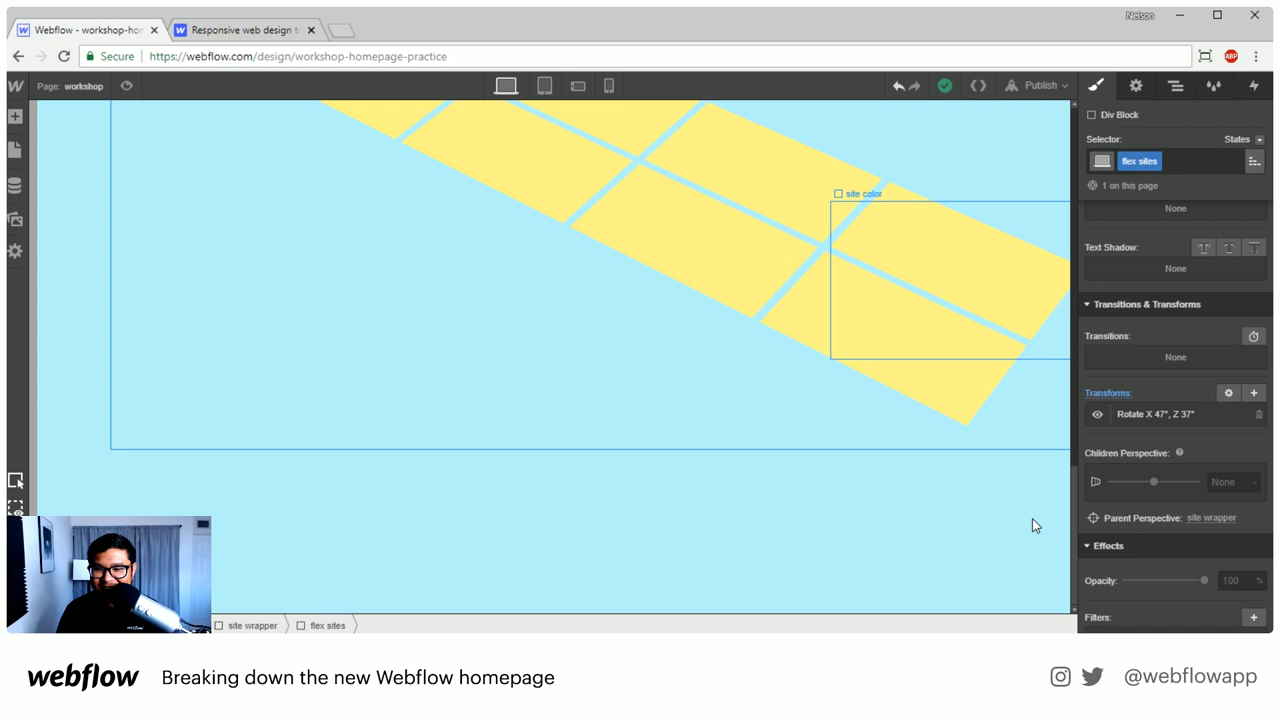 Nelson
Webflow - workshop-hom
Responsive web design t
Secure
https://webflow.com/design/workshop-homepage-practice
ABP
Page: workshop
Publish
Div Block
Selector:
States
flex sites
1 on this page
None
site color
Text Shadow:
None
Transitions & Transforms
Transitions:
None
Transforms:
Rotate X 47°, Z 37°
Children Perspective:
None
Parent Perspective: site wrapper
Effects
Opacity:
100 %
Filters:
site wrapper
flex sites
webflow
Breaking down the new Webflow homepage
@webflowapp